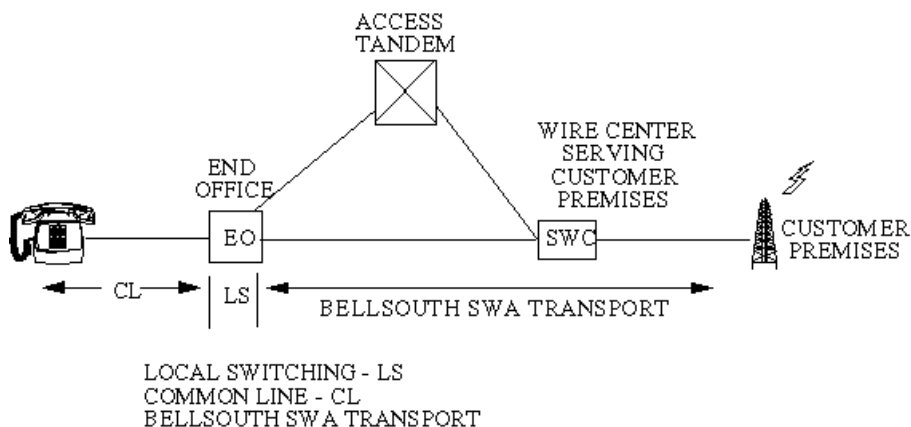 ACCESS
TANDEM
WIRE CENTER
SERVING
CUSTOMER
PREMISES
END
OFFICE
EO
SWC
CUSTOMER
PREMISES
CL
LS
BELLSOUTH SWA TRANSPORT
LOCAL SWITCHING - LS
COMMON LINE - CL
BELLSOUTH SWA TRANSPORT